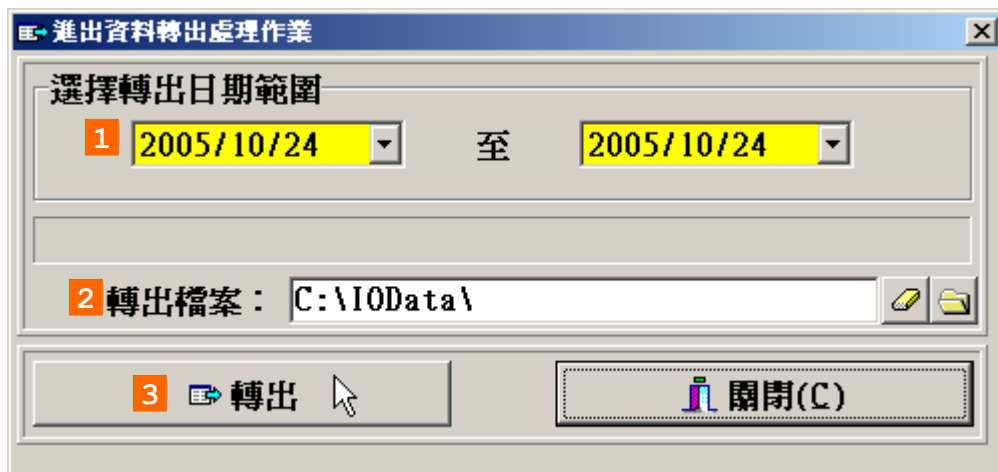 進出資料轉出處理作業
選擇轉出日期範圍
1 2005/10/24 至 2005/10/24
2 轉出檔案： C:\IOData\
3 轉出 關閉(C)